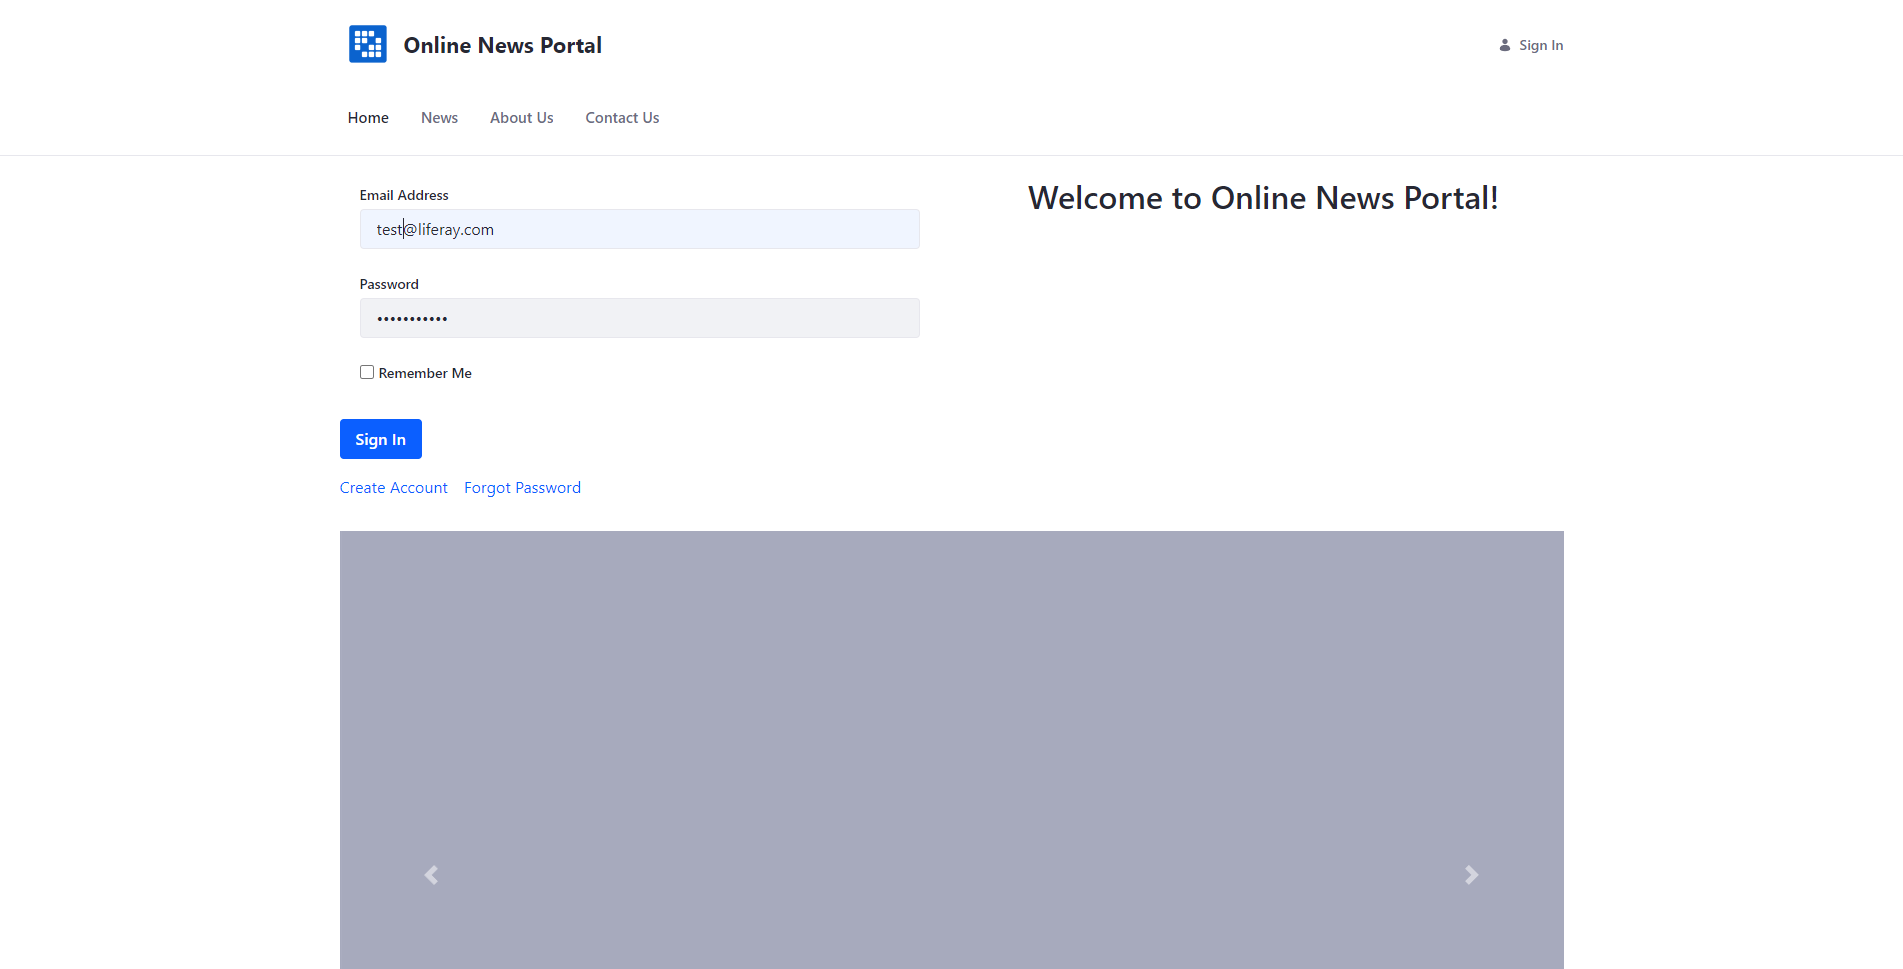 Online News Portal
Sign In
Home News About Us Contact Us
Email Address
test@liferay.com
Password
•••••••••••
Remember Me
Sign In
Create Account Forgot Password
Welcome to Online News Portal!